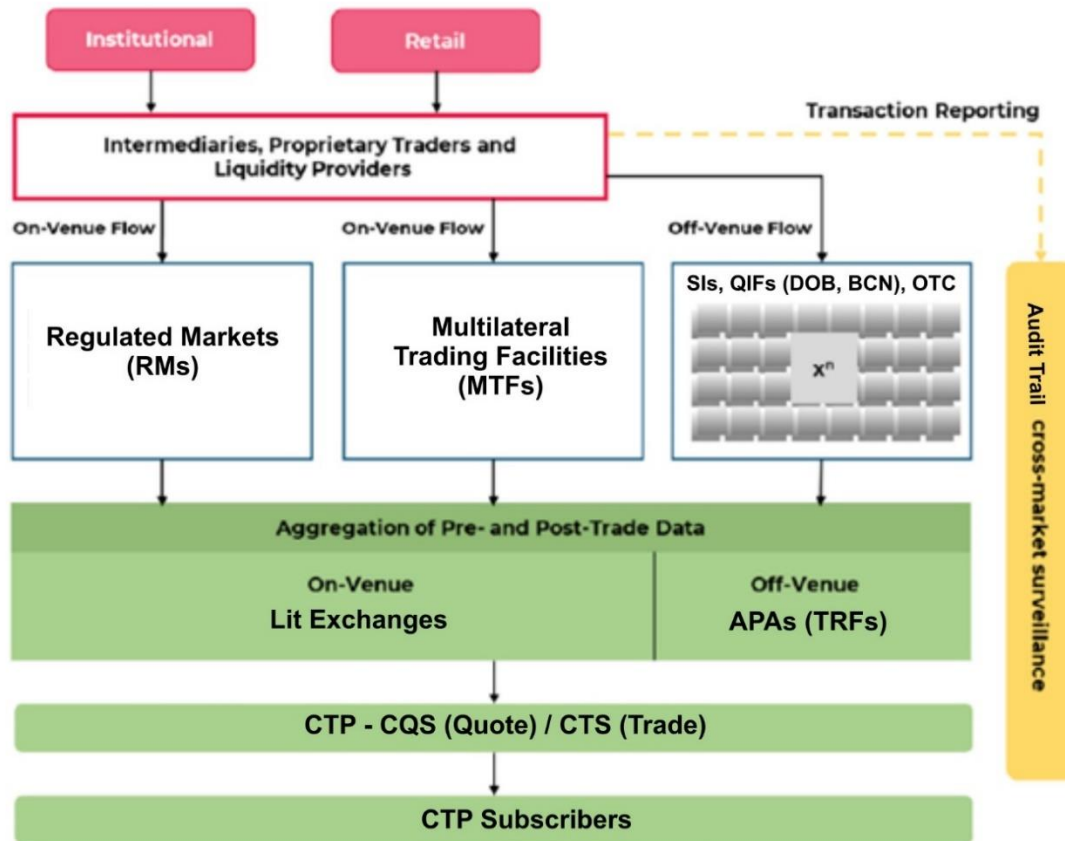 Institutional
Retail
Transaction Reporting
Intermediaries, Proprietary Traders and
Liquidity Providers
On-Venue Flow
On-Venue Flow
Off-Venue Flow
Regulated Markets
(RMs)
Multilateral
Trading Facilities
(MTFs)
SIs, QIFs (DOB, BCN), OTC
xⁿ
Audit Trail cross-market surveillance
Aggregation of Pre- and Post-Trade Data
On-Venue
Lit Exchanges
Off-Venue
APAs (TRFs)
CTP - CQS (Quote) / CTS (Trade)
CTP Subscribers